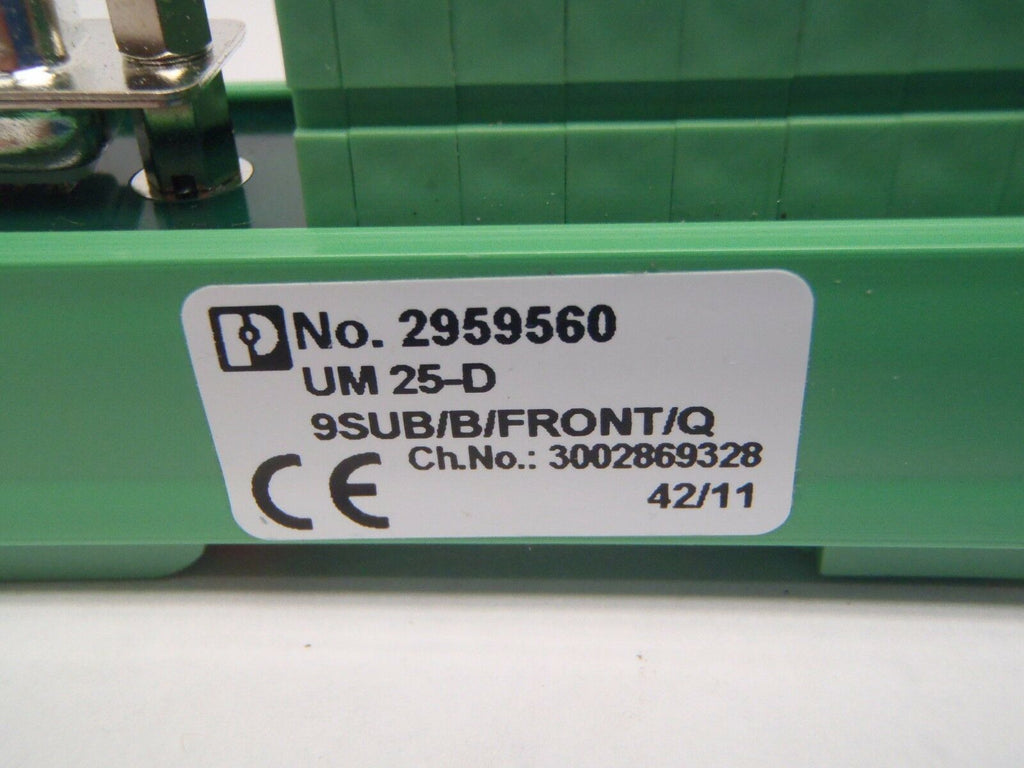 No. 2959560
UM 25-D
9SUB/B/FRONT/Q
Ch.No.: 3002869328
CE
42/11